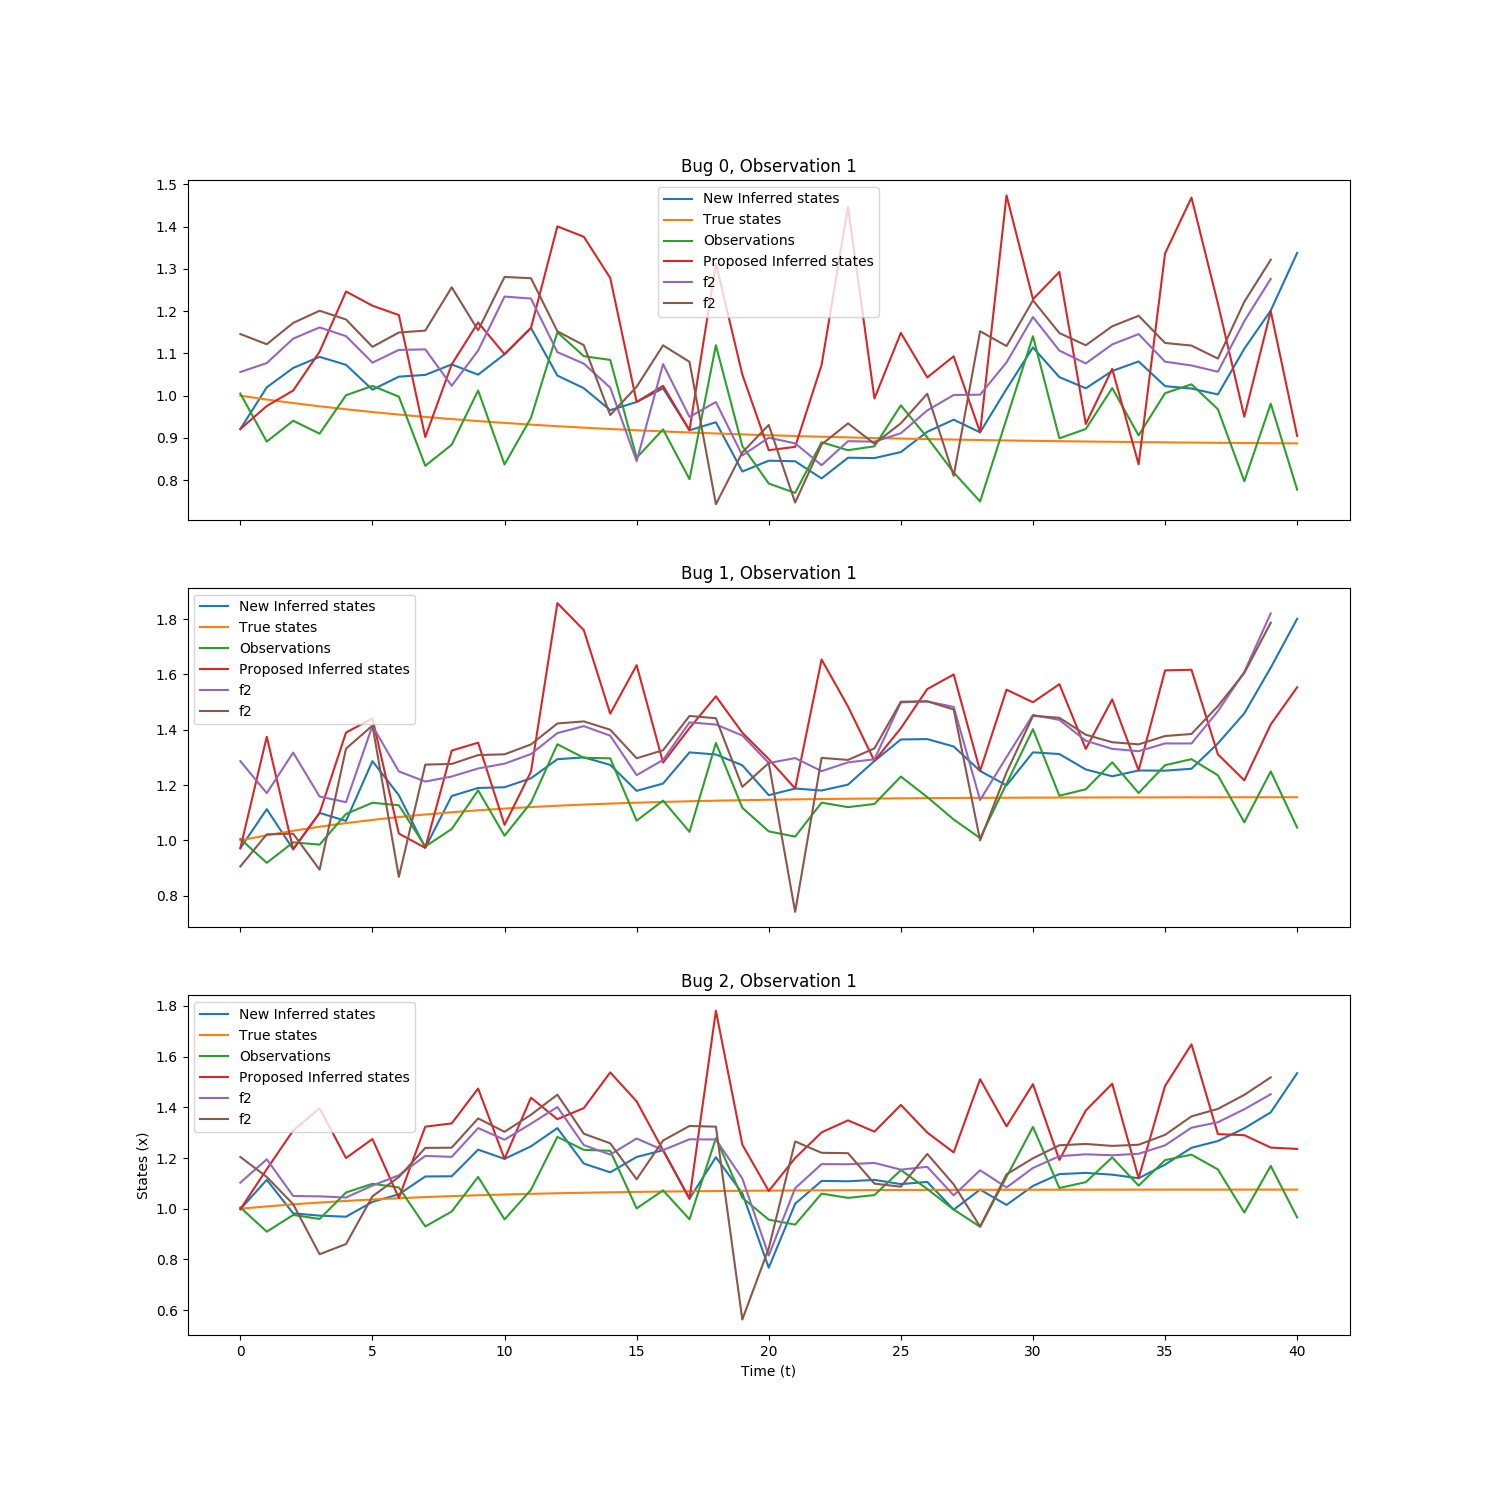 Bug 0, Observation 1
1.5
1.4
1.3
1.2
1.1
1.0
0.9
0.8
New Inferred states
True states
Observations
Proposed Inferred states
f2
f2
Bug 1, Observation 1
1.8
1.6
1.4
1.2
1.0
0.8
New Inferred states
True states
Observations
Proposed Inferred states
f2
f2
Bug 2, Observation 1
1.8
1.6
1.4
1.2
1.0
0.8
0.6
New Inferred states
True states
Observations
Proposed Inferred states
f2
f2
States (x)
0 5 10 15 20 25 30 35 40
Time (t)